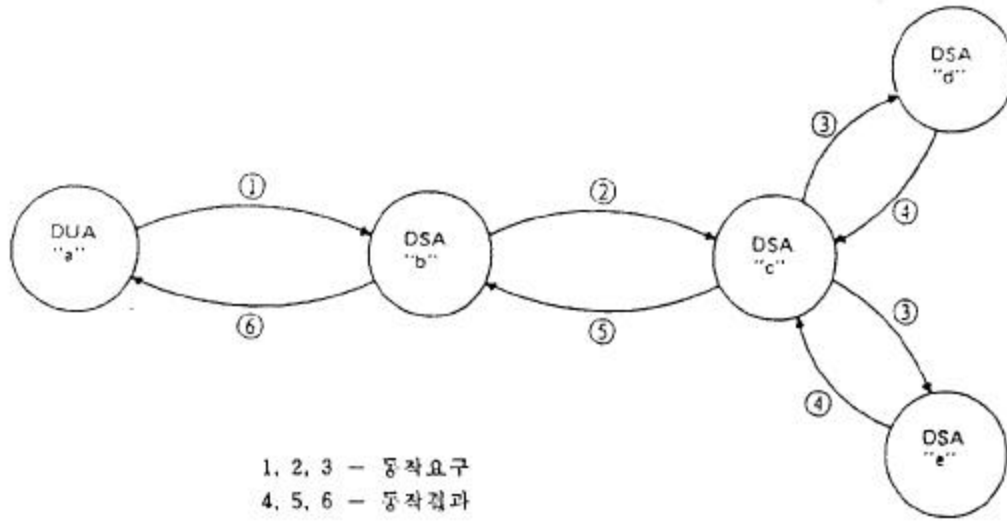 DSA
"d"
③
④
①
②
DUA
"a"
DSA
"b"
DSA
"c"
⑥
⑤
③
④
DSA
"e"
1, 2, 3 — 동작요구
4, 5, 6 — 동작결과